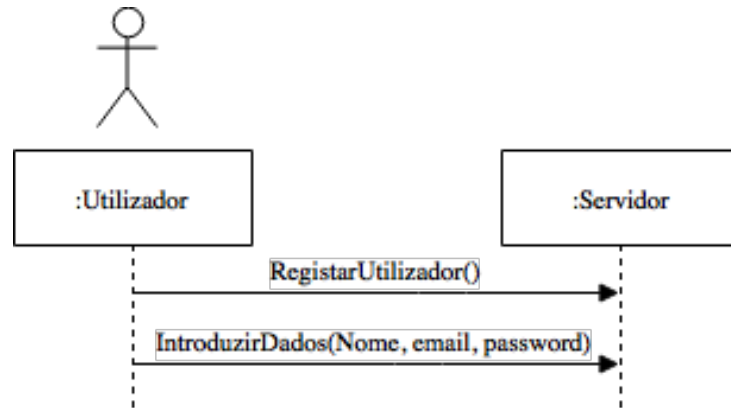 :Utilizador
:Servidor
RegistarUtilizador()
IntroduzirDados(Nome, email, password)